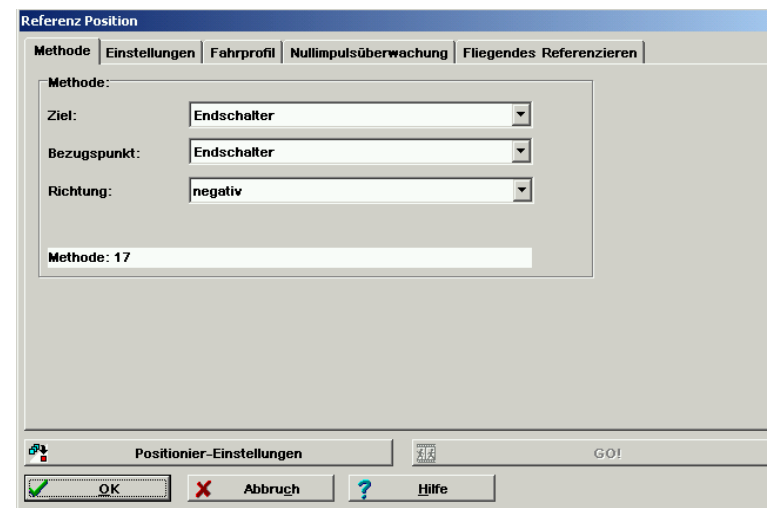 Referenz Position
Methode Einstellungen Fahrprofil Nullimpulsüberwachung Fliegendes Referenzieren
Methode:
Ziel: Endschalter
Bezugspunkt: Endschalter
Richtung: negativ
Methode: 17
Positionier-Einstellungen GO!
OK Abbruch Hilfe